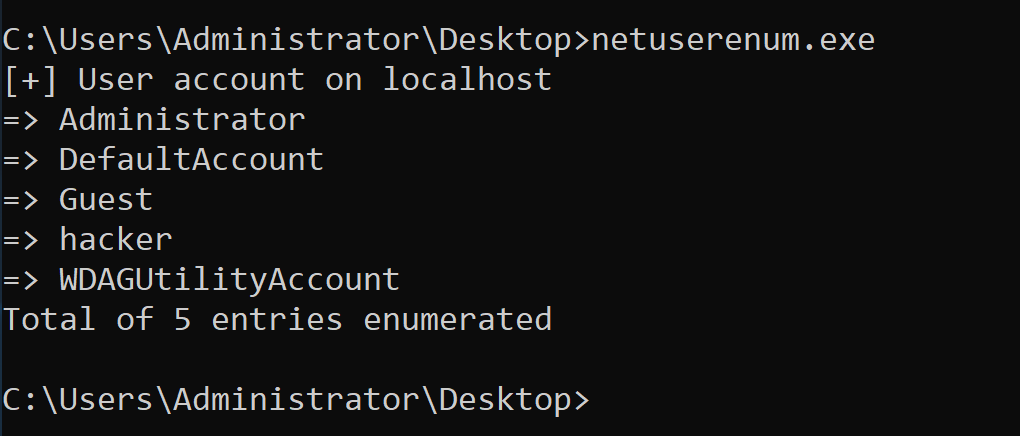 C:\Users\Administrator\Desktop>netuserenum.exe
[+] User account on localhost
=> Administrator
=> DefaultAccount
=> Guest
=> hacker
=> WDAGUtilityAccount
Total of 5 entries enumerated
C:\Users\Administrator\Desktop>